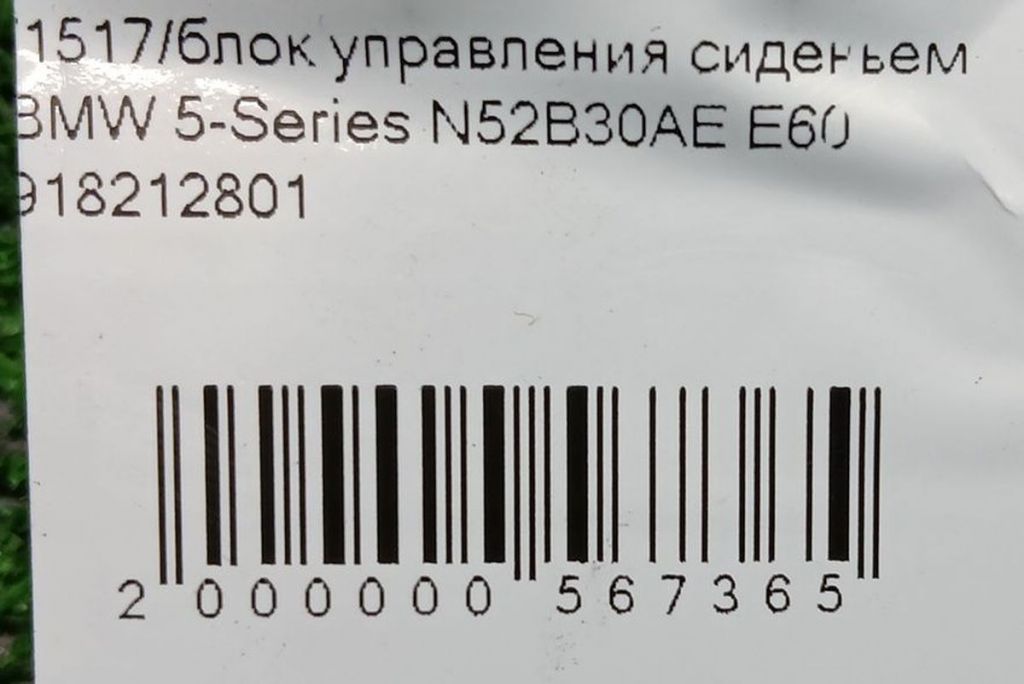 1517/блок управления сиденьем
BMW 5-Series N52B30AE E60
918212801
2 000000 567365